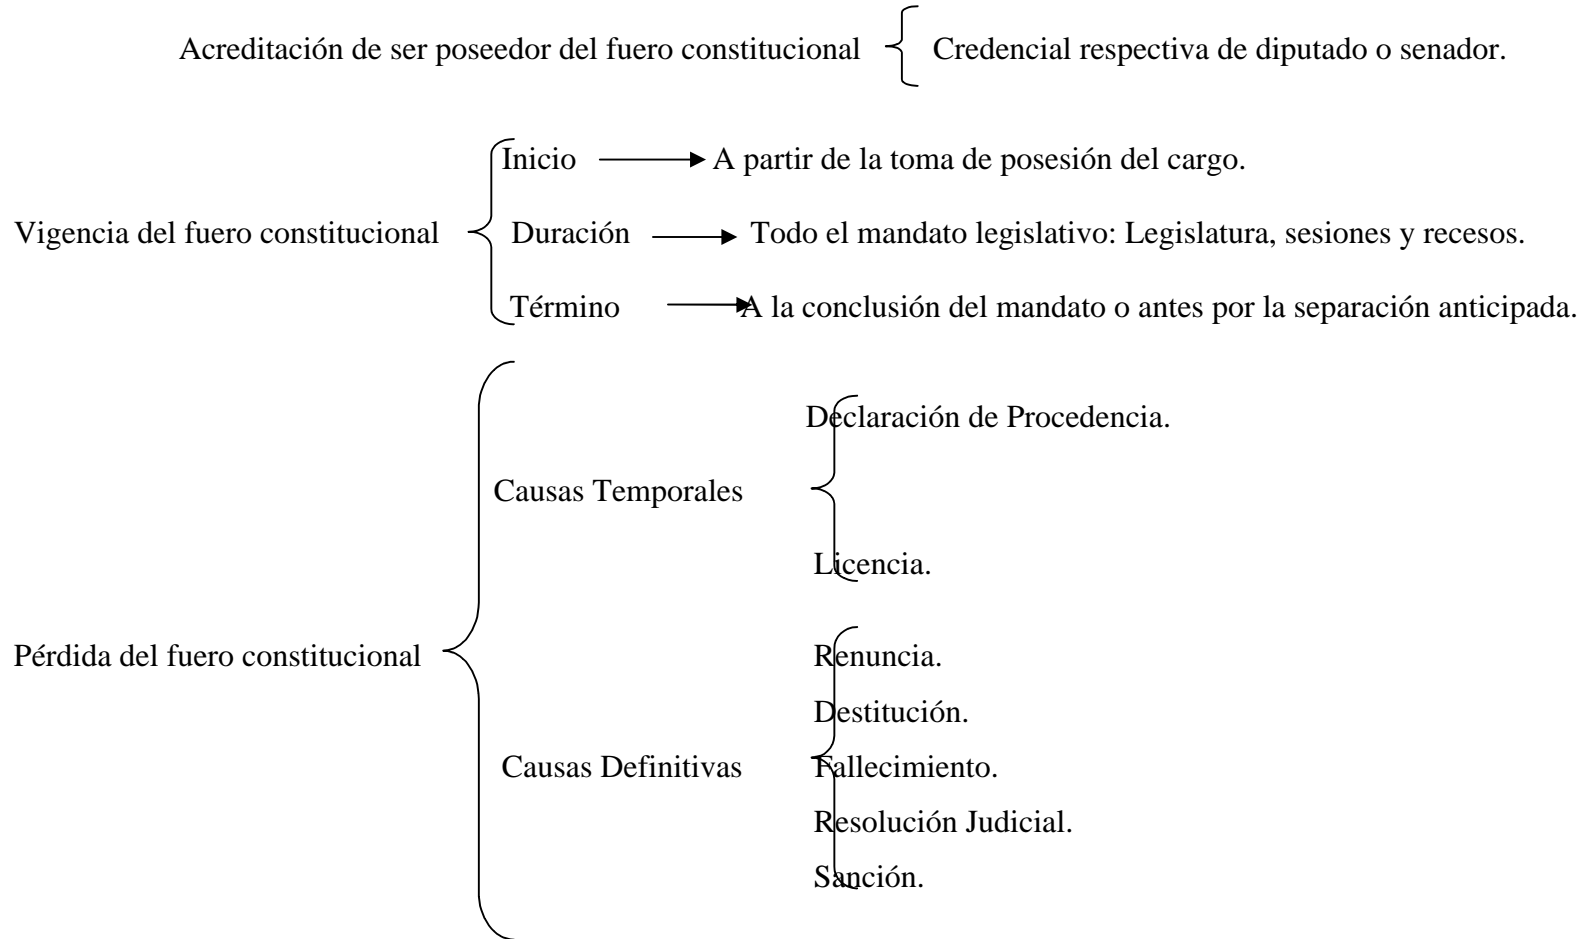 Acreditación de ser poseedor del fuero constitucional Credencial respectiva de diputado o senador.
Inicio A partir de la toma de posesión del cargo.
Vigencia del fuero constitucional Duración Todo el mandato legislativo: Legislatura, sesiones y recesos.
Término A la conclusión del mandato o antes por la separación anticipada.
Declaración de Procedencia.
Causas Temporales
Licencia.
Pérdida del fuero constitucional Renuncia.
Destitución.
Causas Definitivas Fallecimiento.
Resolución Judicial.
Sanción.